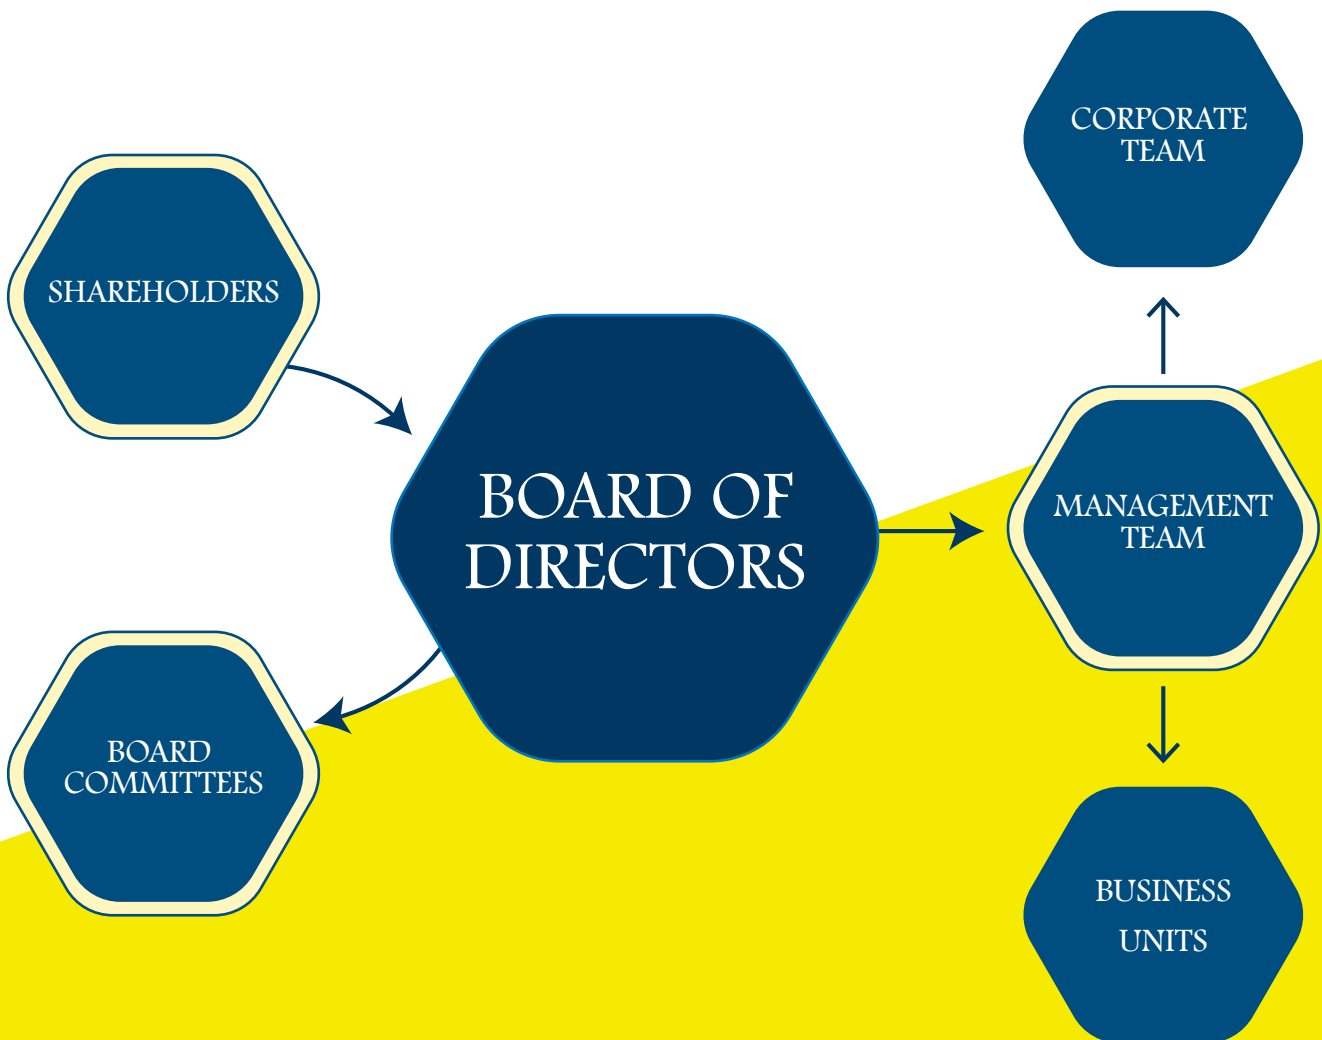 CORPORATE
TEAM
SHAREHOLDERS
BOARD OF
DIRECTORS
MANAGEMENT
TEAM
BOARD
COMMITTEES
BUSINESS
UNITS